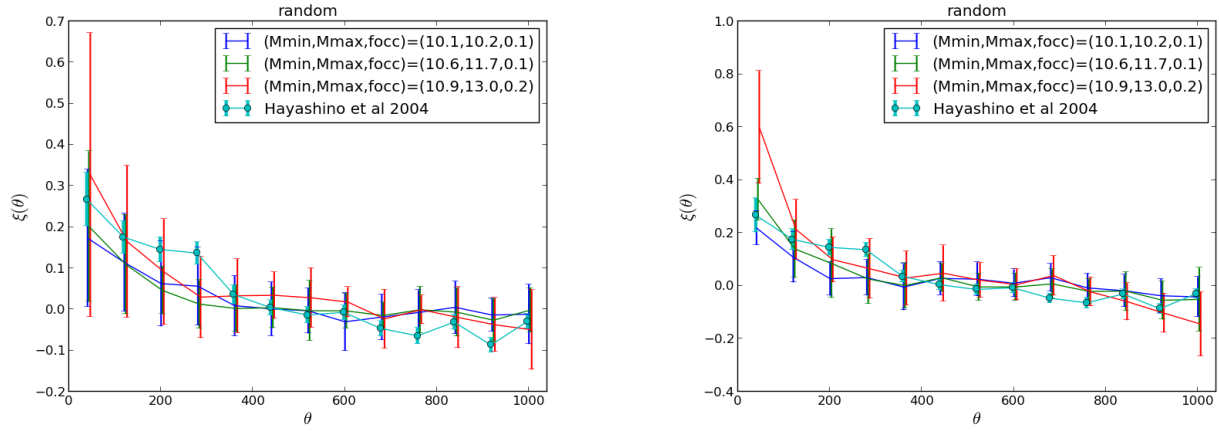 random
0.7
0.6
0.5
0.4
0.3
0.2
0.1
0.0
−0.1
−0.2
ξ(θ)
(Mmin,Mmax,focc)=(10.1,10.2,0.1)
(Mmin,Mmax,focc)=(10.6,11.7,0.1)
(Mmin,Mmax,focc)=(10.9,13.0,0.2)
Hayashino et al 2004
0 200 400 600 800 1000
θ
random
1.0
0.8
0.6
0.4
0.2
0.0
−0.2
−0.4
ξ(θ)
(Mmin,Mmax,focc)=(10.1,10.2,0.1)
(Mmin,Mmax,focc)=(10.6,11.7,0.1)
(Mmin,Mmax,focc)=(10.9,13.0,0.2)
Hayashino et al 2004
0 200 400 600 800 1000
θ